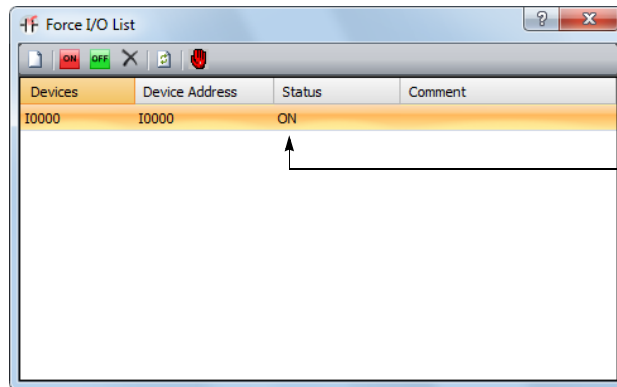 Force I/O List
?
ON OFF
Devices Device Address Status Comment
I0000 I0000 ON